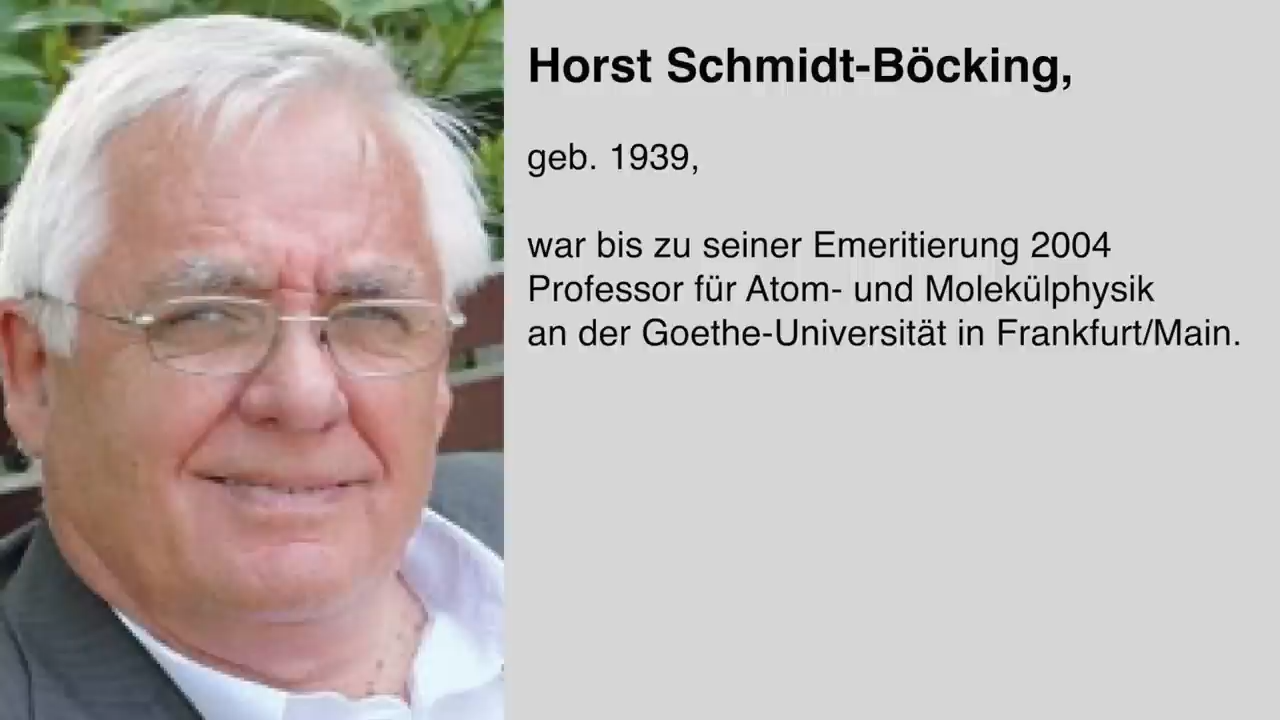 Horst Schmidt-Böcking,
geb. 1939,
war bis zu seiner Emeritierung 2004
Professor für Atom- und Molekülphysik
an der Goethe-Universität in Frankfurt/Main.